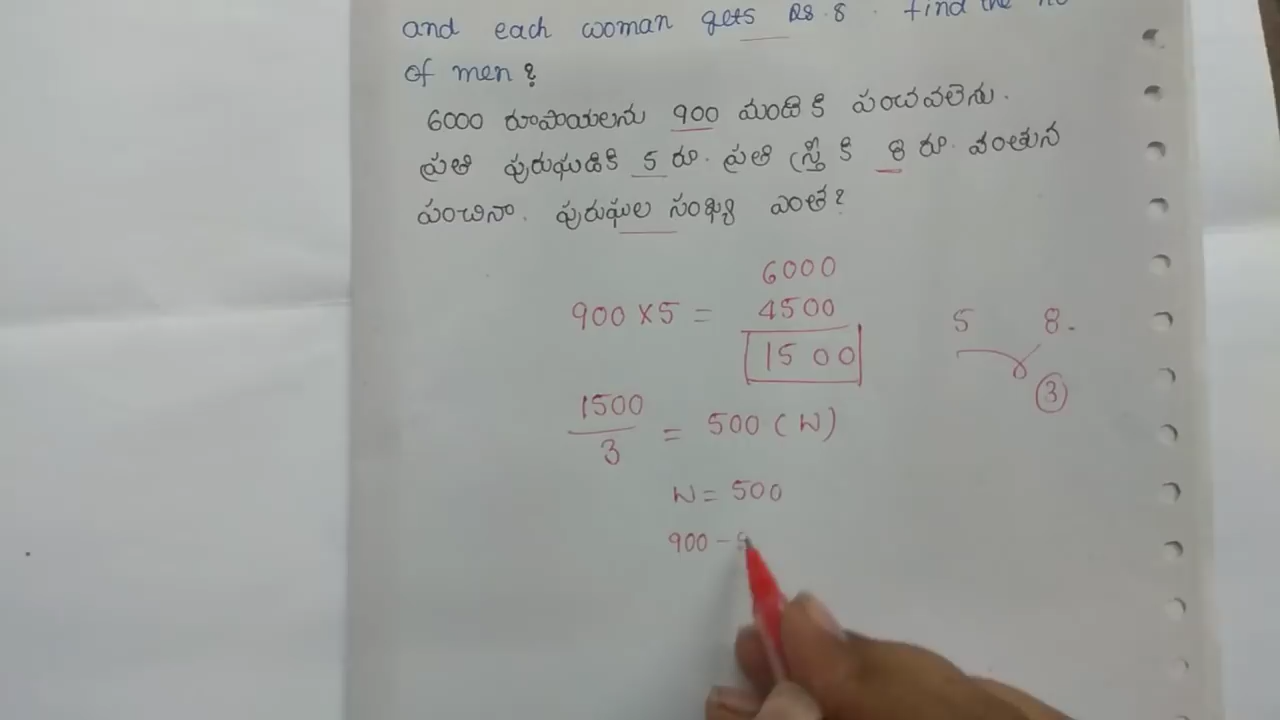 and each woman gets Rs. 8. find the no
of men?
6000 రూపాయలను 900 మందికి పంచవలెను.
ప్రతి పురుషుడికి 5 రూ. ప్రతి స్త్రీ కి 8 రూ. వంతున
పంచినా. పురుషుల సంఖ్య ఎంత?
6000
900 X 5 = 4500
1500
5 8.
3
1500
3 = 500 (W)
W = 500
900 -